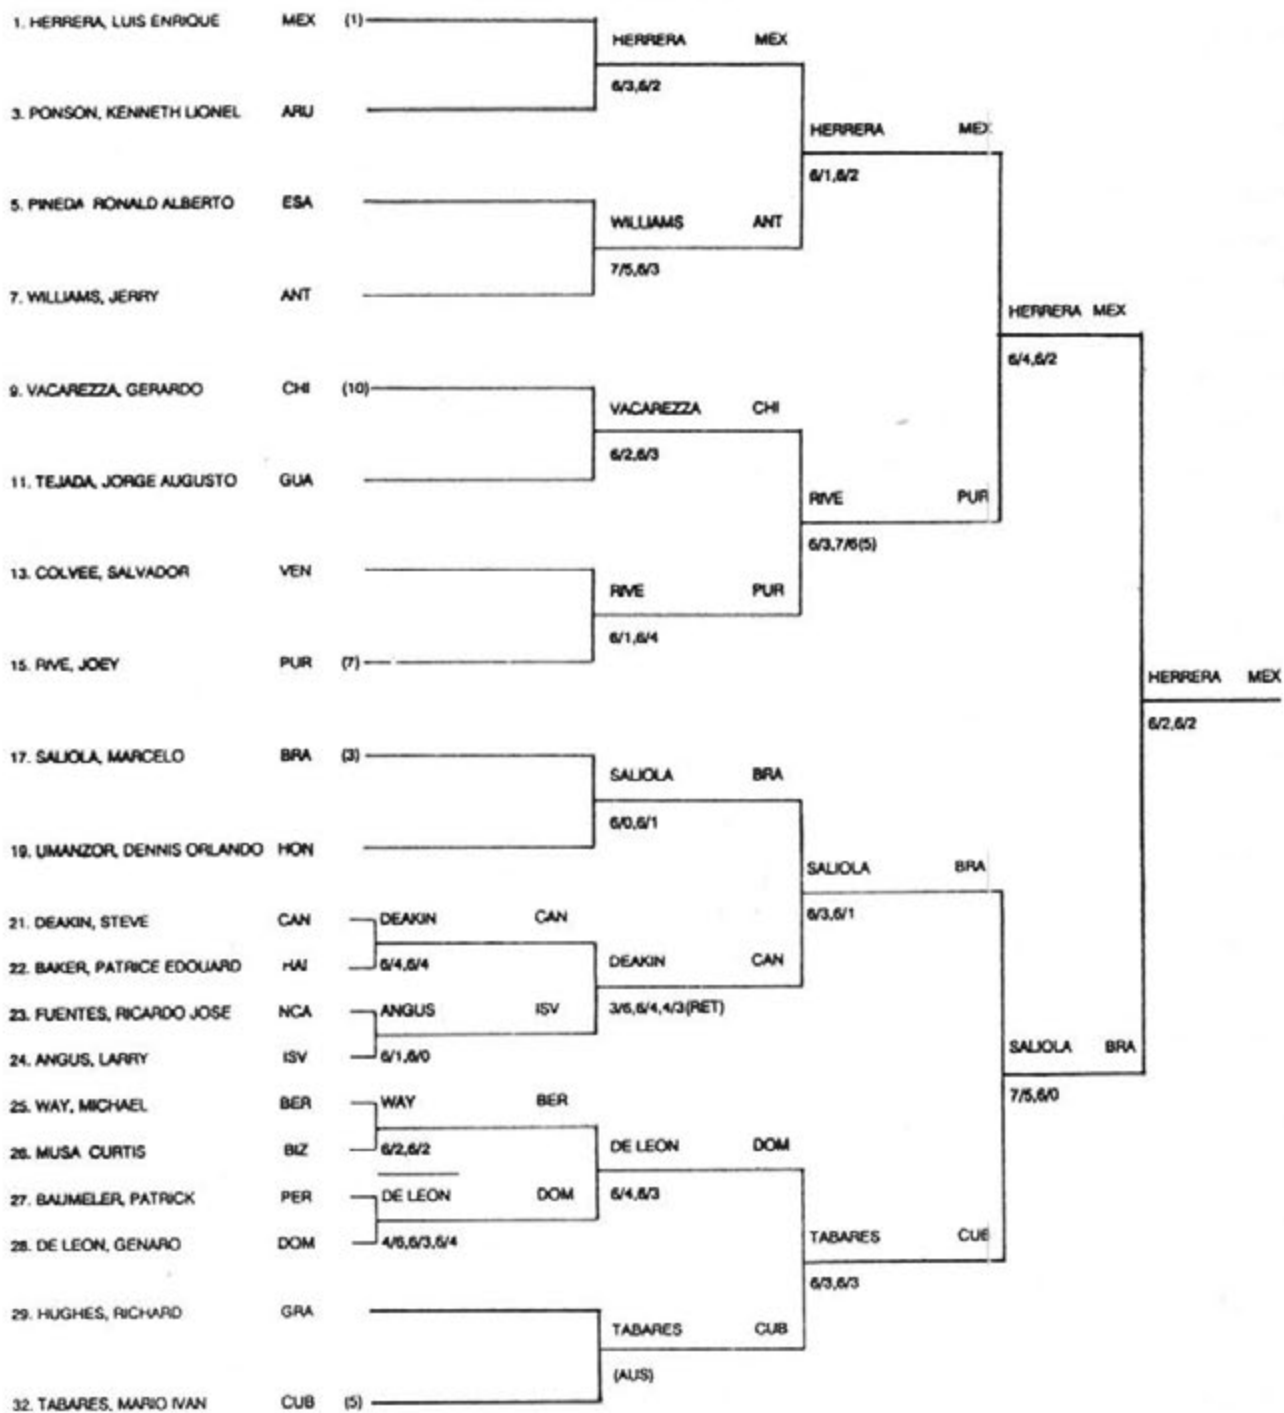 1. HERRERA, LUIS ENRIQUE MEX (1)
HERRERA MEX
6/3,6/2
3. PONSON, KENNETH LIONEL ARU
HERRERA MEX
6/1,6/2
5. PINEDA RONALD ALBERTO ESA
WILLIAMS ANT
7/5,6/3
7. WILLIAMS, JERRY ANT
HERRERA MEX
6/4,6/2
9. VACAREZZA, GERARDO CHI (10)
VACAREZZA CHI
6/2,6/3
11. TEJADA, JORGE AUGUSTO GUA
RIVE PUR
6/3,7/6(5)
13. COLVEE, SALVADOR VEN
RIVE PUR
6/1,6/4
15. RIVE, JOEY PUR (7)
HERRERA MEX
6/2,6/2
17. SALIOLA, MARCELO BRA (3)
SALIOLA BRA
6/0,6/1
19. UMANZOR, DENNIS ORLANDO HON
SALIOLA BRA
6/3,6/1
21. DEAKIN, STEVE CAN
DEAKIN CAN
6/4,6/4
22. BAKER, PATRICE EDOUARD HAI
DEAKIN CAN
3/6,6/4,4/3(RET)
23. FUENTES, RICARDO JOSE NCA
ANGUS ISV
6/1,6/0
24. ANGUS, LARRY ISV
SALIOLA BRA
7/5,6/0
25. WAY, MICHAEL BER
WAY BER
6/2,6/2
26. MUSA CURTIS BIZ
DE LEON DOM
6/4,6/3
27. BAUMELER, PATRICK PER
DE LEON DOM
4/6,6/3,6/4
28. DE LEON, GENARO DOM
TABARES CUB
6/3,6/3
29. HUGHES, RICHARD GRA
TABARES CUB
(AUS)
32. TABARES, MARIO IVAN CUB (5)